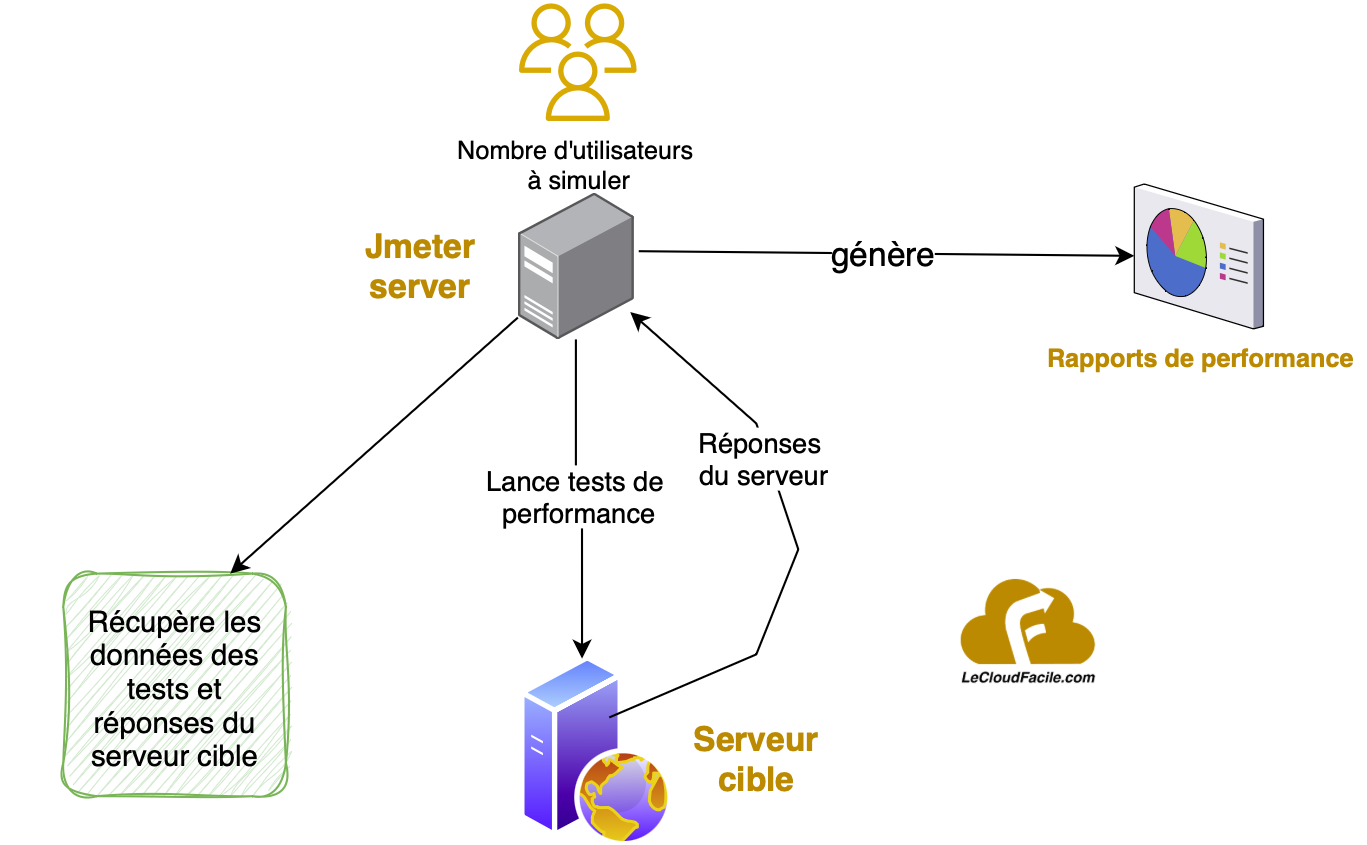 Nombre d'utilisateurs
à simuler
Jmeter
server
génère
Rapports de performance
Réponses
du serveur
Lance tests de
performance
Récupère les
données des
tests et
réponses du
serveur cible
LeCloudFacile.com
Serveur
cible